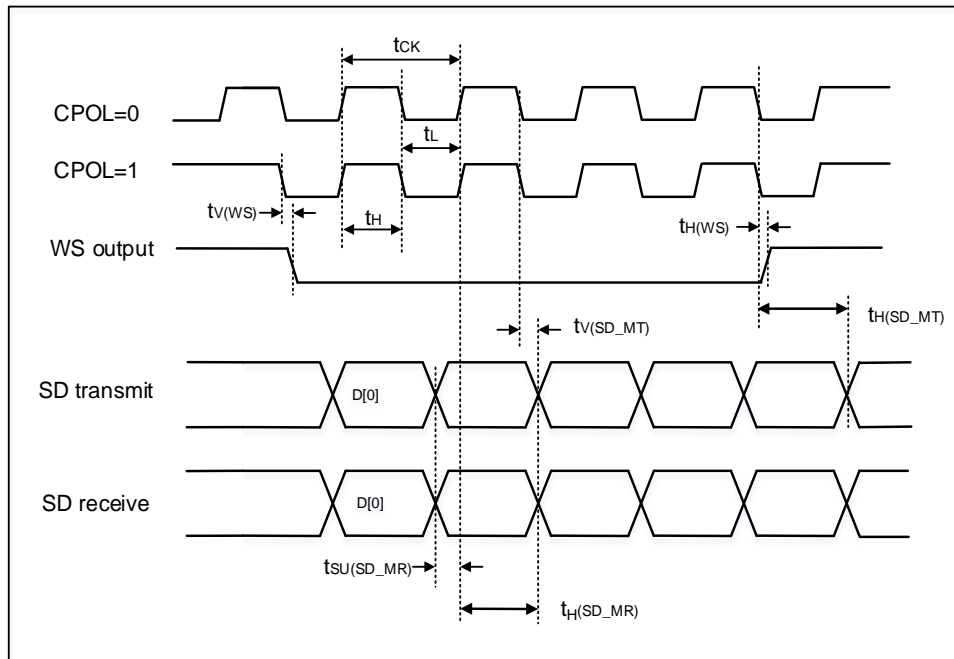 tCK
CPOL=0
tL
CPOL=1
tV(WS)
tH
tH(WS)
WS output
tV(SD_MT)
tH(SD_MT)
SD transmit
D[0]
SD receive
D[0]
tSU(SD_MR)
tH(SD_MR)